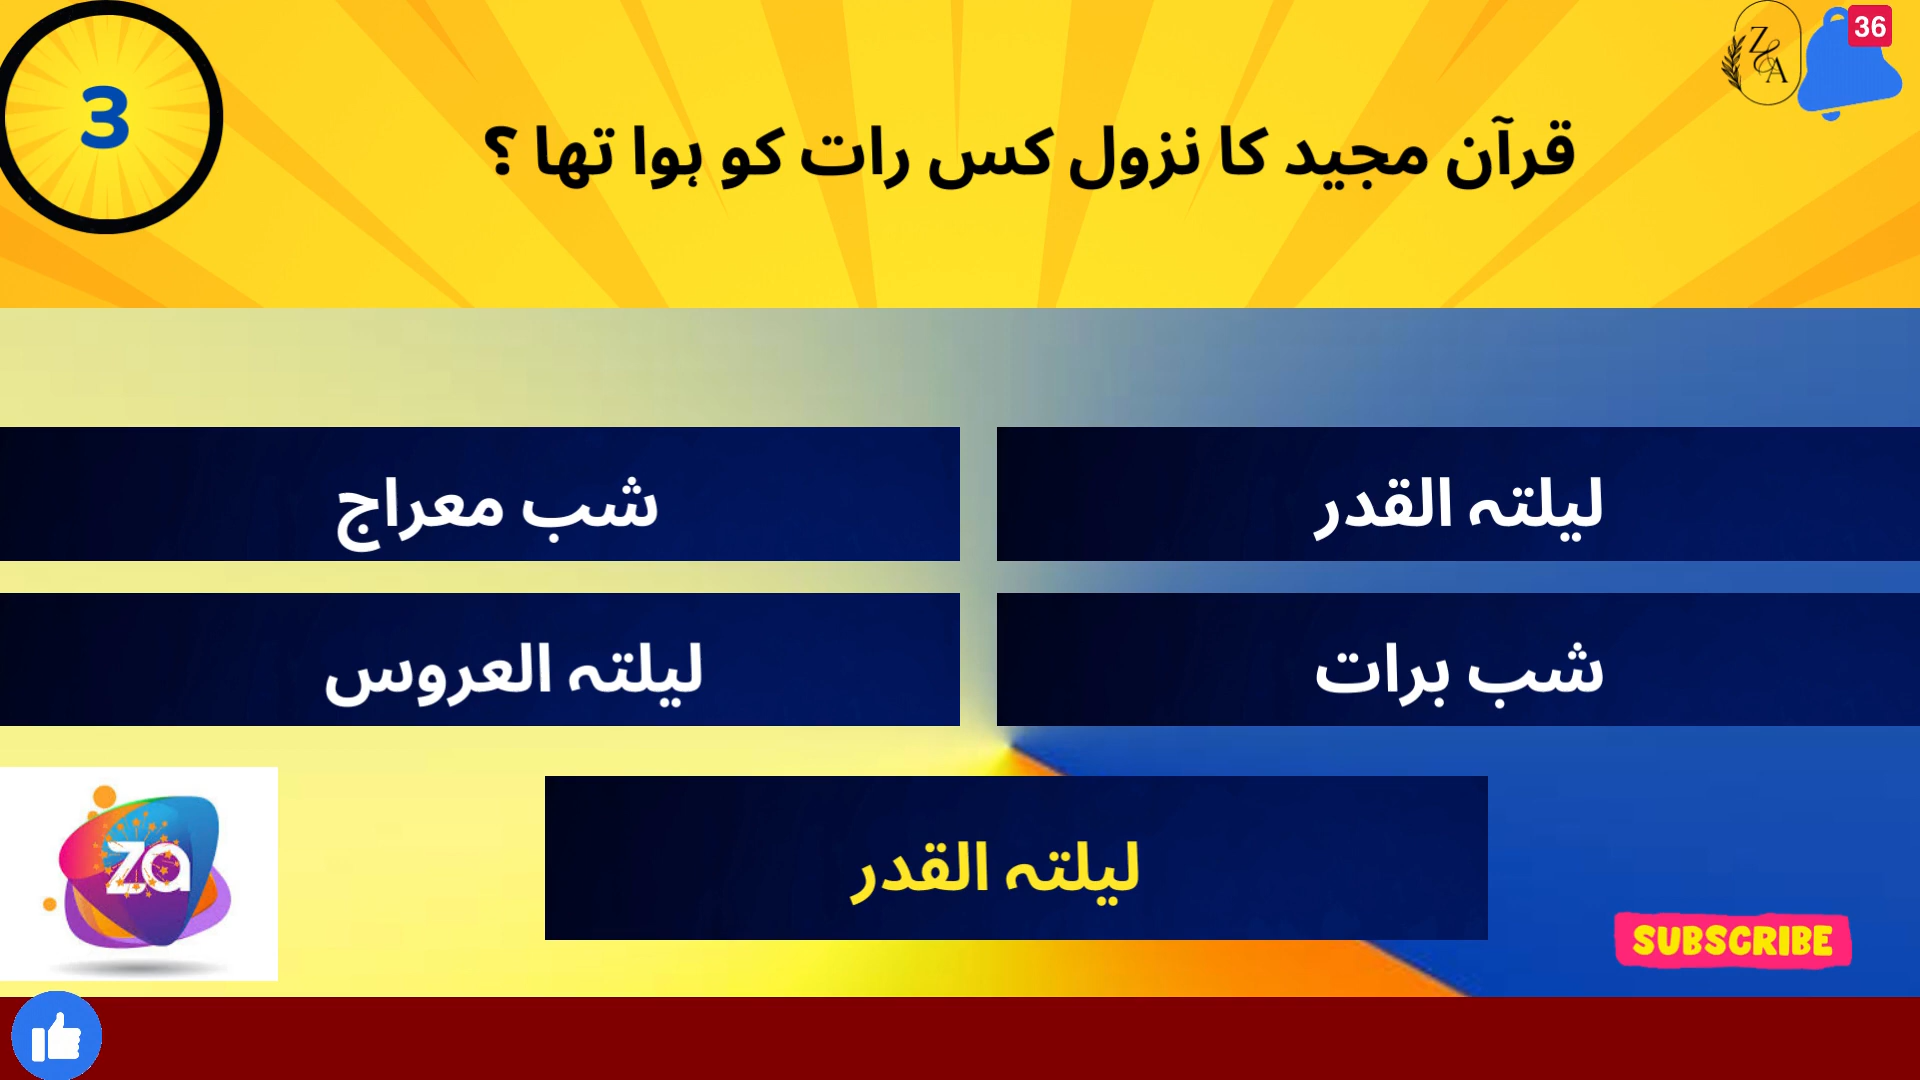 3
36
Z&A
قرآن مجید کا نزول کس رات کو ہوا تھا ؟
لیلتہ القدر
شب معراج
شب برات
لیلتہ العروس
لیلتہ القدر
za
SUBSCRIBE